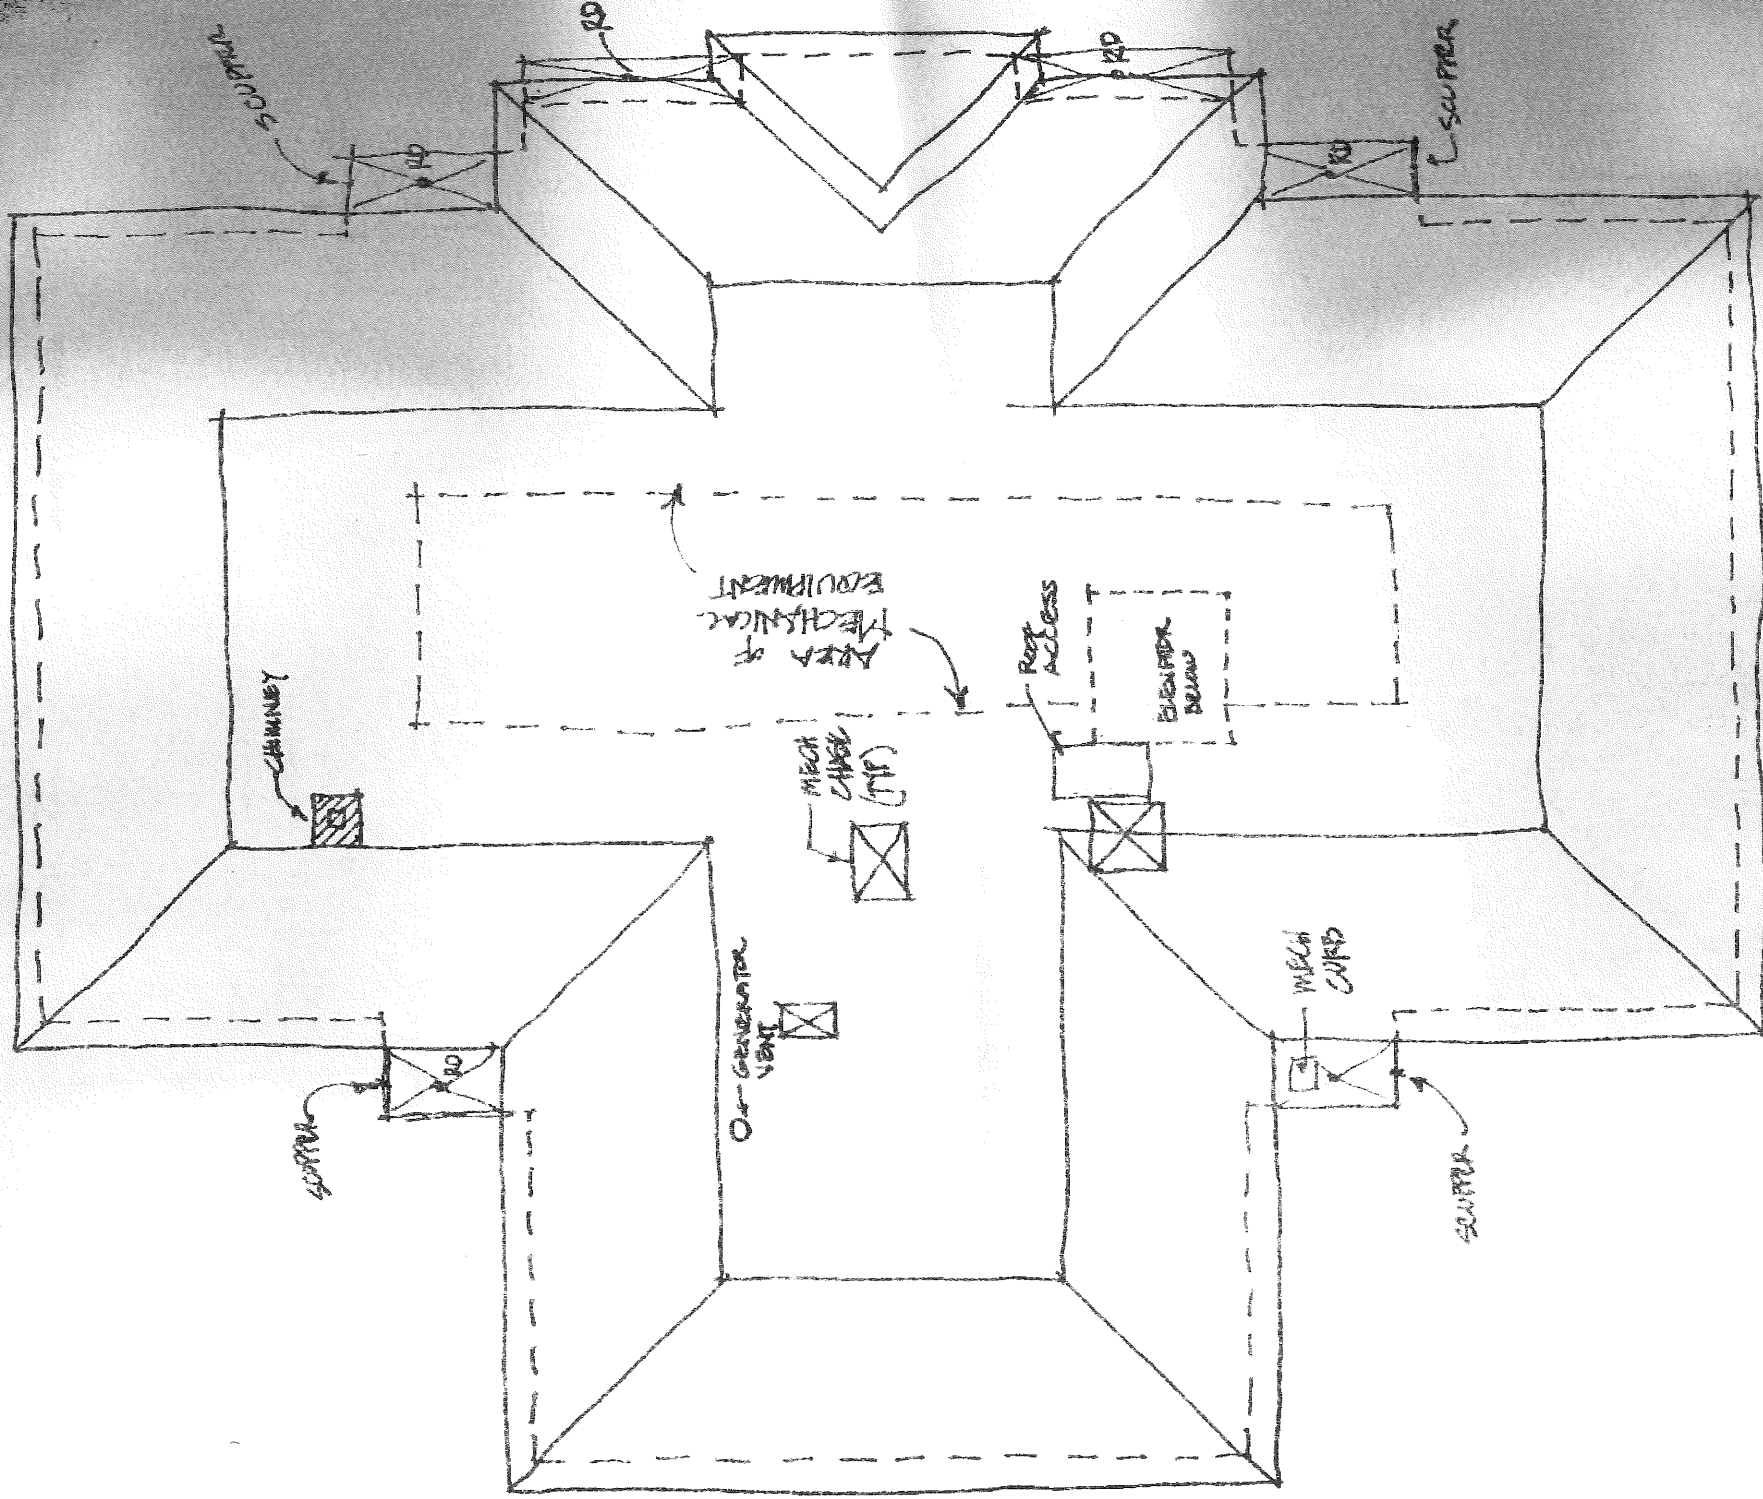 SCUPPER
RD
RD
SCUPPER
RD
RD
AREA OF
MECHANICAL
EQUIPMENT
ROOF
ACCESS
ELEVATOR
BELOW
CHIMNEY
MECH
CHASE
(TYP)
GENERATOR
VENT
MECH
CURB
RD
SCUPPER
SCUPPER